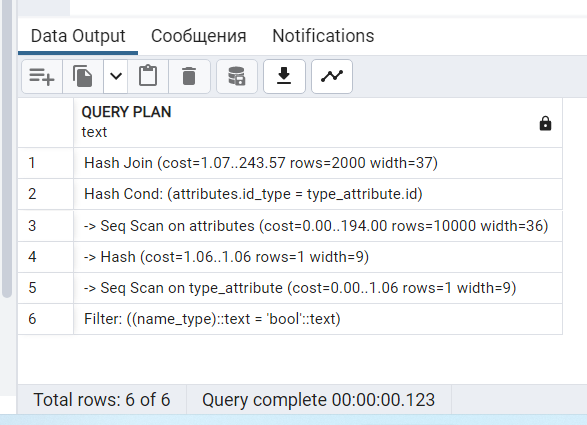 Data Output Сообщения Notifications
QUERY PLAN
text
1 Hash Join (cost=1.07..243.57 rows=2000 width=37)
2 Hash Cond: (attributes.id_type = type_attribute.id)
3 -> Seq Scan on attributes (cost=0.00..194.00 rows=10000 width=36)
4 -> Hash (cost=1.06..1.06 rows=1 width=9)
5 -> Seq Scan on type_attribute (cost=0.00..1.06 rows=1 width=9)
6 Filter: ((name_type)::text = 'bool'::text)
Total rows: 6 of 6 Query complete 00:00:00.123